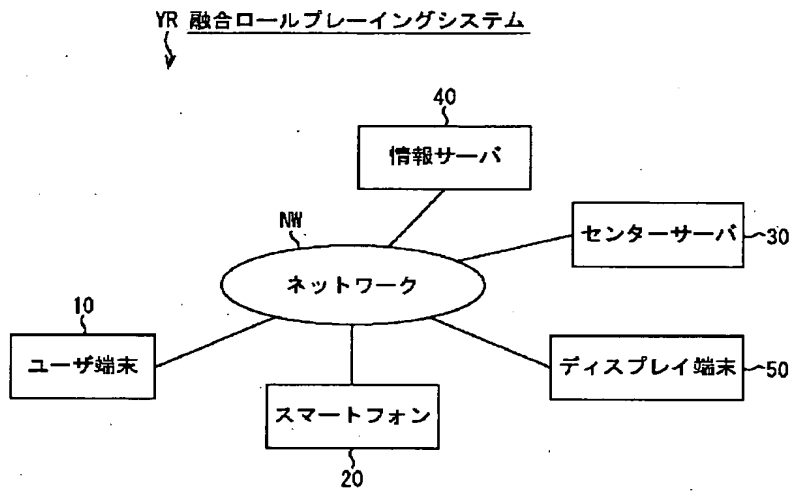 YR 融合ロールプレーイングシステム
40
情報サーバ
NW
センターサーバ 30
ネットワーク
10
ユーザ端末
ディスプレイ端末 50
スマートフォン
20